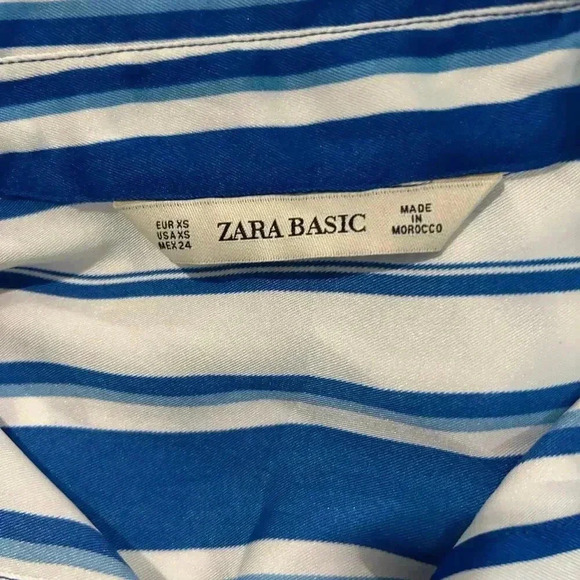 EUR XS
USA XS
MEX 24
ZARA BASIC
MADE
IN
MOROCCO